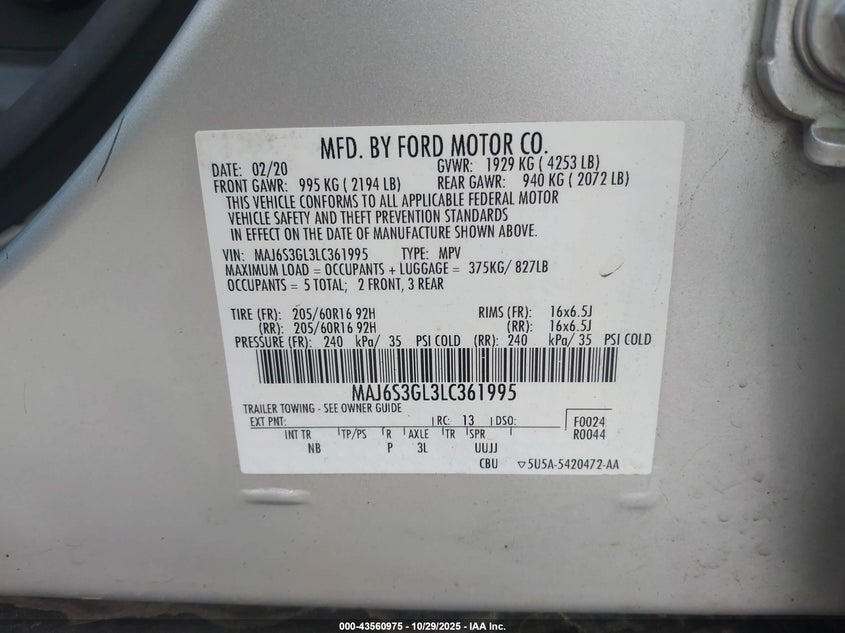 MFD. BY FORD MOTOR CO.
DATE: 02/20 GVWR: 1929 KG ( 4253 LB)
FRONT GAWR: 995 KG ( 2194 LB) REAR GAWR: 940 KG ( 2072 LB)
THIS VEHICLE CONFORMS TO ALL APPLICABLE FEDERAL MOTOR
VEHICLE SAFETY AND THEFT PREVENTION STANDARDS
IN EFFECT ON THE DATE OF MANUFACTURE SHOWN ABOVE.
VIN: MAJ6S3GL3LC361995 TYPE: MPV
MAXIMUM LOAD = OCCUPANTS + LUGGAGE = 375KG/ 827LB
OCCUPANTS = 5 TOTAL; 2 FRONT, 3 REAR
TIRE (FR): 205/60R16 92H RIMS (FR): 16x6.5J
(RR): 205/60R16 92H (RR): 16x6.5J
PRESSURE (FR): 240 kPa/ 35 PSI COLD (RR): 240 kPa/ 35 PSI COLD
MAJ6S3GL3LC361995
TRAILER TOWING - SEE OWNER GUIDE
EXT PNT: RC: 13 DSO: F0024
INT TR TP/PS R AXLE TR SPR R0044
NB P 3L UUJJ
CBU ▽5U5A-5420472-AA
000-43560975 - 10/29/2025 - IAA Inc.